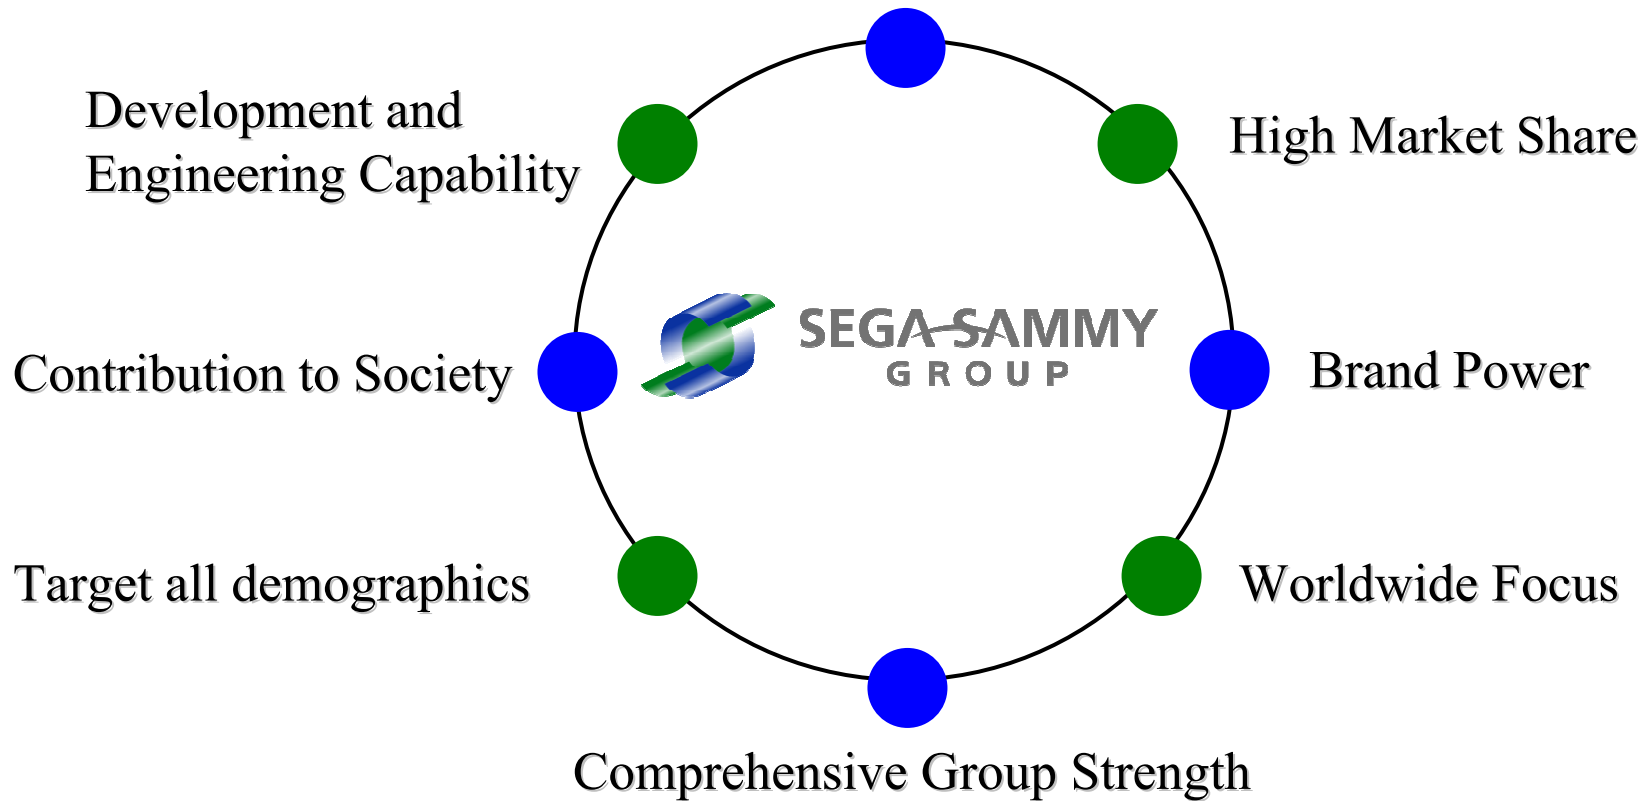 Development and
Engineering Capability
High Market Share
SEGA SAMMY
GROUP
Contribution to Society
Brand Power
Target all demographics
Worldwide Focus
Comprehensive Group Strength